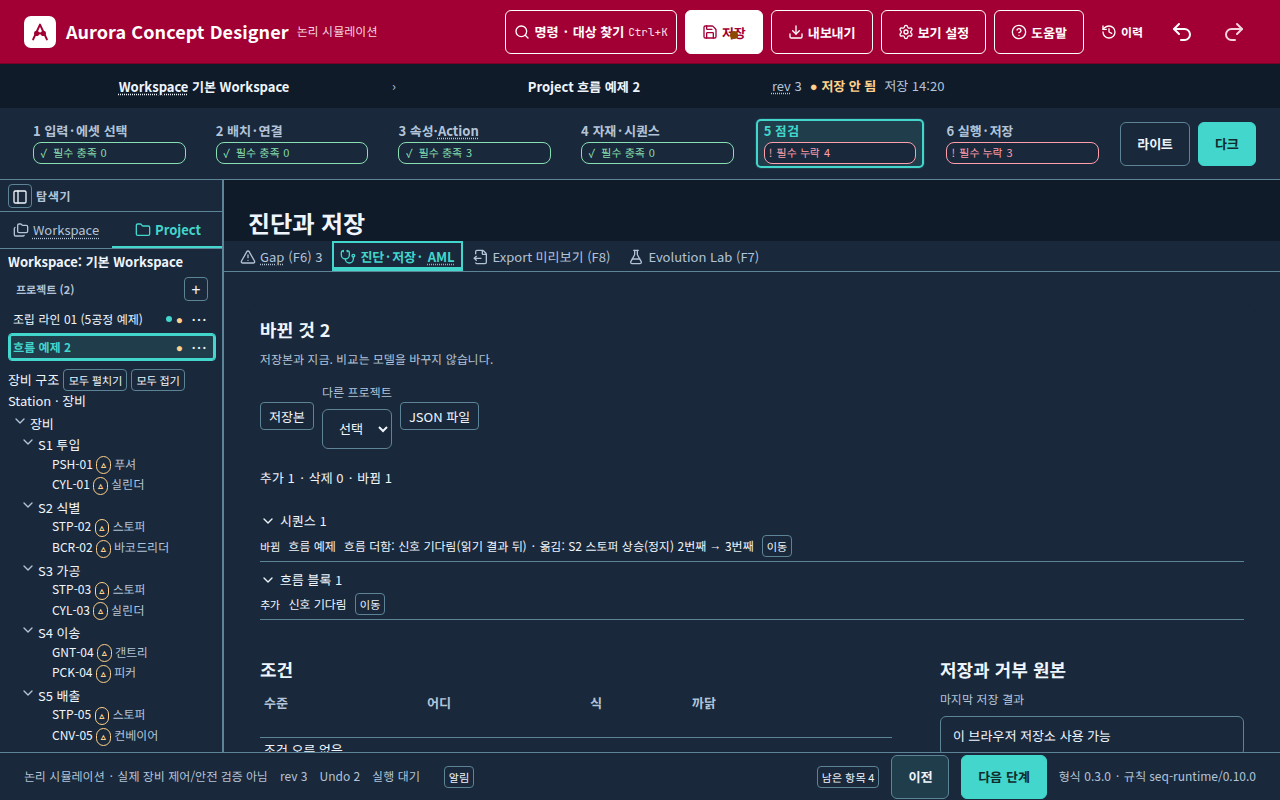 Aurora Concept Designer 논리 시뮬레이션 명령 · 대상 찾기 Ctrl+K 저장 내보내기 보기 설정 도움말 이력
Workspace 기본 Workspace › Project 흐름 예제 2 rev 3 ● 저장 안 됨 저장 14:20
1 입력·에셋 선택 2 배치·연결 3 속성·Action 4 자재·시퀀스 5 점검 6 실행·저장
✓ 필수 충족 0 ✓ 필수 충족 0 ✓ 필수 충족 3 ✓ 필수 충족 0 ! 필수 누락 4 ! 필수 누락 3 라이트 다크
탐색기
Workspace Project
Workspace: 기본 Workspace
프로젝트 (2) +
조립 라인 01 (5공정 예제) ● ● ···
흐름 예제 2 ● ···
장비 구조 모두 펼치기 모두 접기
Station · 장비
장비
S1 투입
PSH-01 푸셔
CYL-01 실린더
S2 식별
STP-02 스토퍼
BCR-02 바코드리더
S3 가공
STP-03 스토퍼
CYL-03 실린더
S4 이송
GNT-04 갠트리
PCK-04 피커
S5 배출
STP-05 스토퍼
CNV-05 컨베이어
진단과 저장
Gap (F6) 3 진단·저장· AML Export 미리보기 (F8) Evolution Lab (F7)
바뀐 것 2
저장본과 지금. 비교는 모델을 바꾸지 않습니다.
다른 프로젝트
저장본 선택 JSON 파일
추가 1 · 삭제 0 · 바뀜 1
시퀀스 1
바뀜 흐름 예제 흐름 더함: 신호 기다림(읽기 결과 뒤) · 옮김: S2 스토퍼 상승(정지) 2번째 → 3번째 이동
흐름 블록 1
추가 신호 기다림 이동
조건
수준 어디 식 까닭
조건 오류 없음
저장과 거부 원본
마지막 저장 결과
이 브라우저 저장소 사용 가능
논리 시뮬레이션 · 실제 장비 제어/안전 검증 아님 rev 3 Undo 2 실행 대기 알림 남은 항목 4 이전 다음 단계 형식 0.3.0 · 규칙 seq-runtime/0.10.0